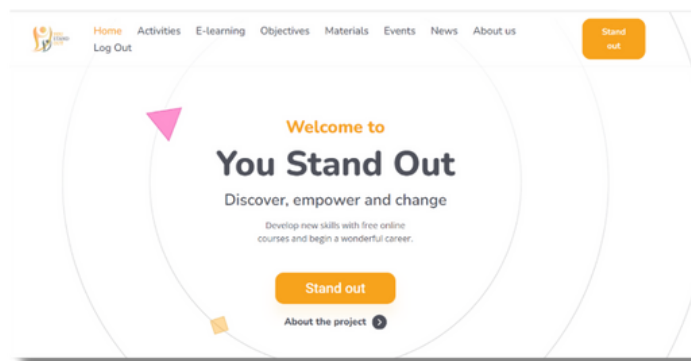 Home Activities E-learning Objectives Materials Events News About us
Log Out
Stand
out
Welcome to
You Stand Out
Discover, empower and change
Develop new skills with free online
courses and begin a wonderful career.
Stand out
About the project